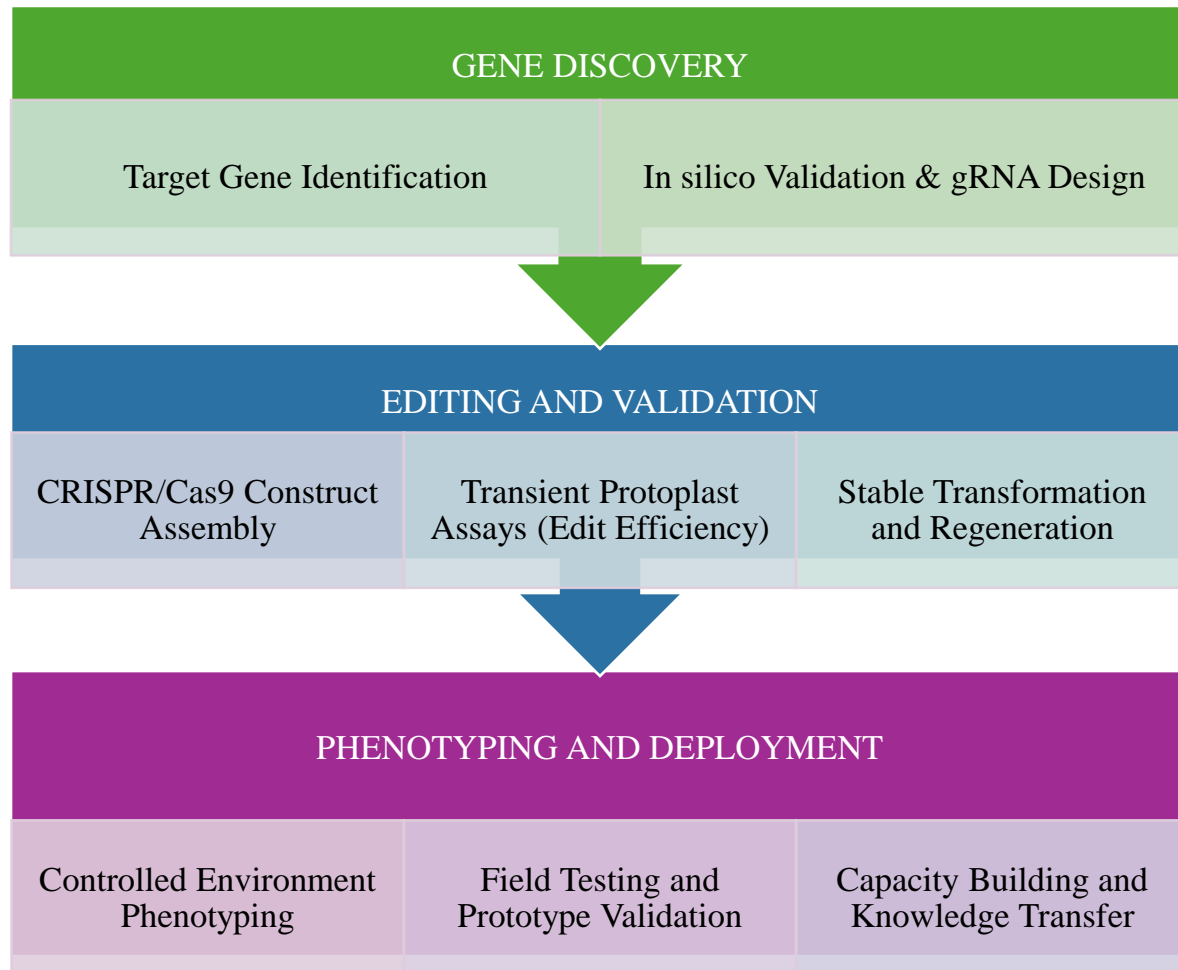 GENE DISCOVERY
Target Gene Identification
In silico Validation & gRNA Design
EDITING AND VALIDATION
CRISPR/Cas9 Construct
Assembly
Transient Protoplast
Assays (Edit Efficiency)
Stable Transformation
and Regeneration
PHENOTYPING AND DEPLOYMENT
Controlled Environment
Phenotyping
Field Testing and
Prototype Validation
Capacity Building and
Knowledge Transfer